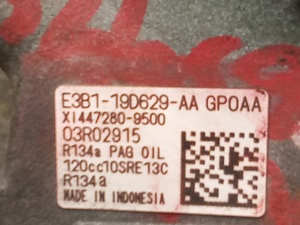 E3B1-19D629-AA GPOAA
XI447280-9500
03R02915
R134a PAG OIL
120cc10SRE13C
R134a
MADE IN INDONESIA